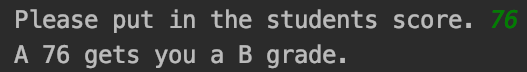 Please put in the students score. 76
A 76 gets you a B grade.